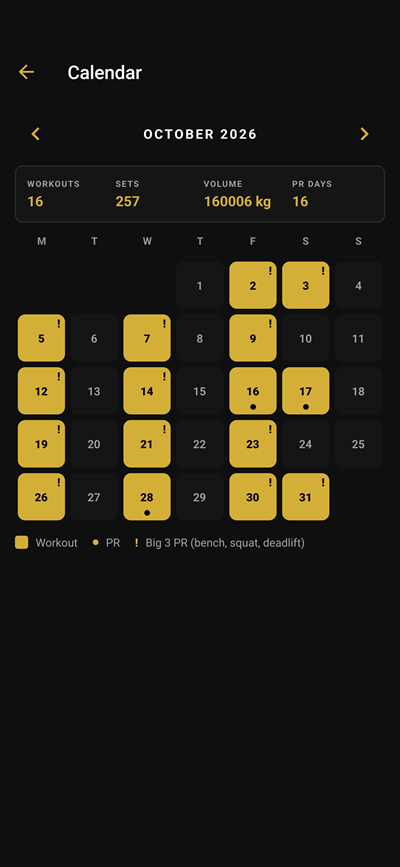 Calendar
OCTOBER 2026
WORKOUTS SETS VOLUME PR DAYS
16 257 160006 kg 16
M T W T F S S
1 2 ! 3 ! 4
5 ! 6 7 ! 8 9 ! 10 11
12 ! 13 14 ! 15 16 17 18
19 ! 20 21 ! 22 23 ! 24 25
26 ! 27 28 29 30 ! 31 !
Workout PR ! Big 3 PR (bench, squat, deadlift)